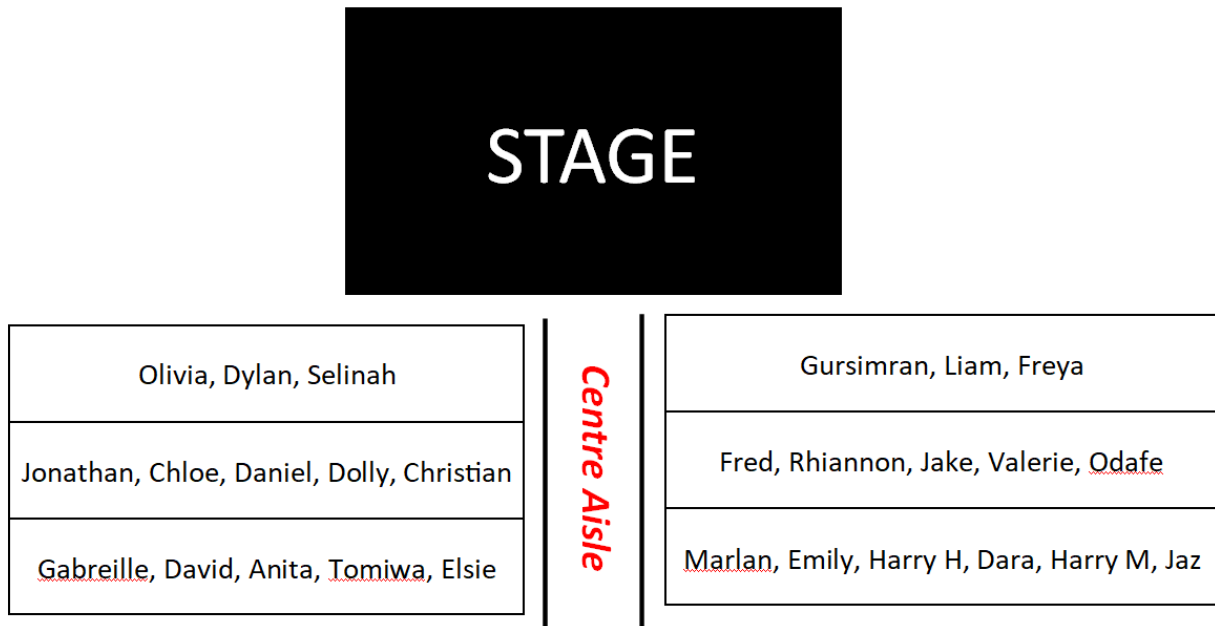 STAGE
Olivia, Dylan, Selinah
Jonathan, Chloe, Daniel, Dolly, Christian
Gabreille, David, Anita, Tomiwa, Elsie
Centre Aisle
Gursimran, Liam, Freya
Fred, Rhiannon, Jake, Valerie, Odafe
Marlan, Emily, Harry H, Dara, Harry M, Jaz